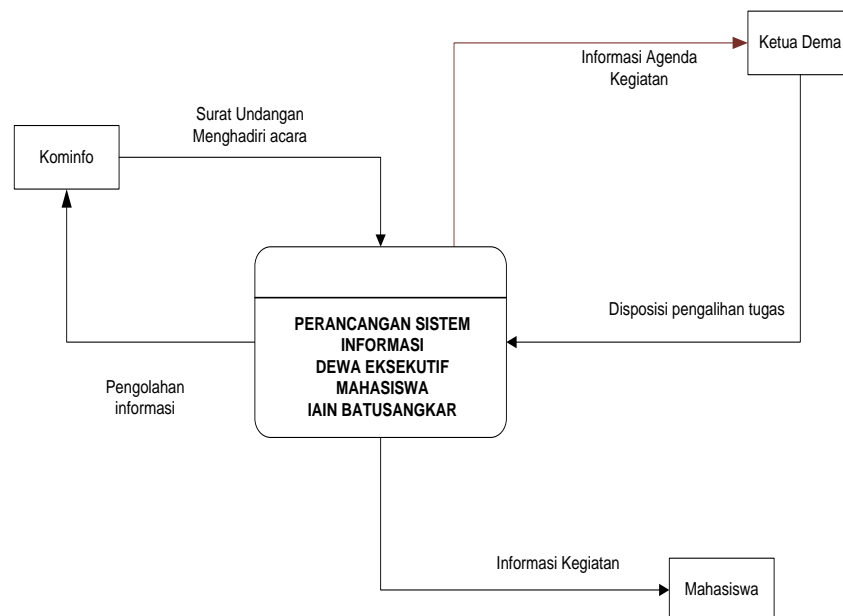 Ketua Dema
Informasi Agenda
Kegiatan
Surat Undangan
Menghadiri acara
Kominfo
Disposisi pengalihan tugas
PERANCANGAN SISTEM
INFORMASI
DEWA EKSEKUTIF
MAHASISWA
IAIN BATUSANGKAR
Pengolahan
informasi
Informasi Kegiatan
Mahasiswa